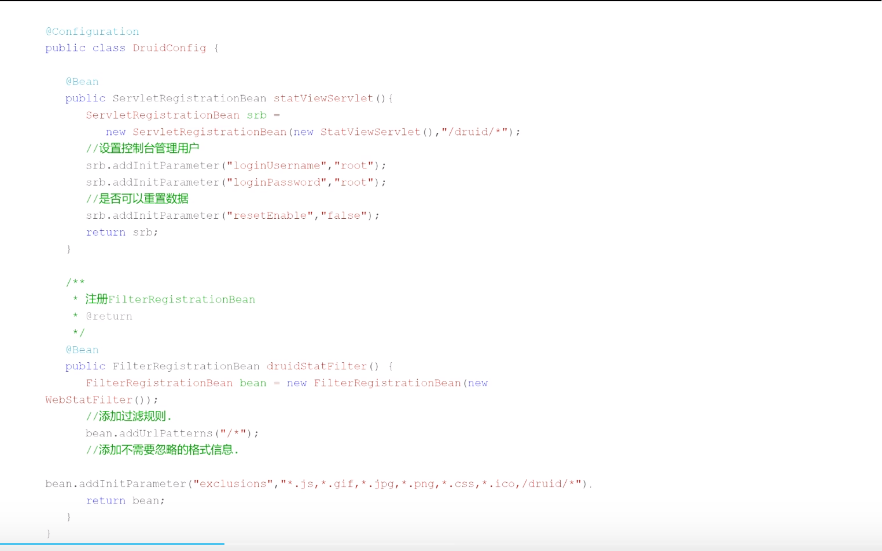 @Configuration
public class DruidConfig {
@Bean
public ServletRegistrationBean statViewServlet(){
ServletRegistrationBean srb =
new ServletRegistrationBean(new StatViewServlet(),"/druid/*");
//设置控制台管理用户
srb.addInitParameter("loginUsername","root");
srb.addInitParameter("loginPassword","root");
//是否可以重置数据
srb.addInitParameter("resetEnable","false");
return srb;
}
/**
* 注册FilterRegistrationBean
* @return
*/
@Bean
public FilterRegistrationBean druidStatFilter() {
FilterRegistrationBean bean = new FilterRegistrationBean(new
WebStatFilter());
//添加过滤规则.
bean.addUrlPatterns("/*");
//添加不需要忽略的格式信息.
bean.addInitParameter("exclusions","*.js,*.gif,*.jpg,*.png,*.css,*.ico,/druid/*");
return bean;
}
}